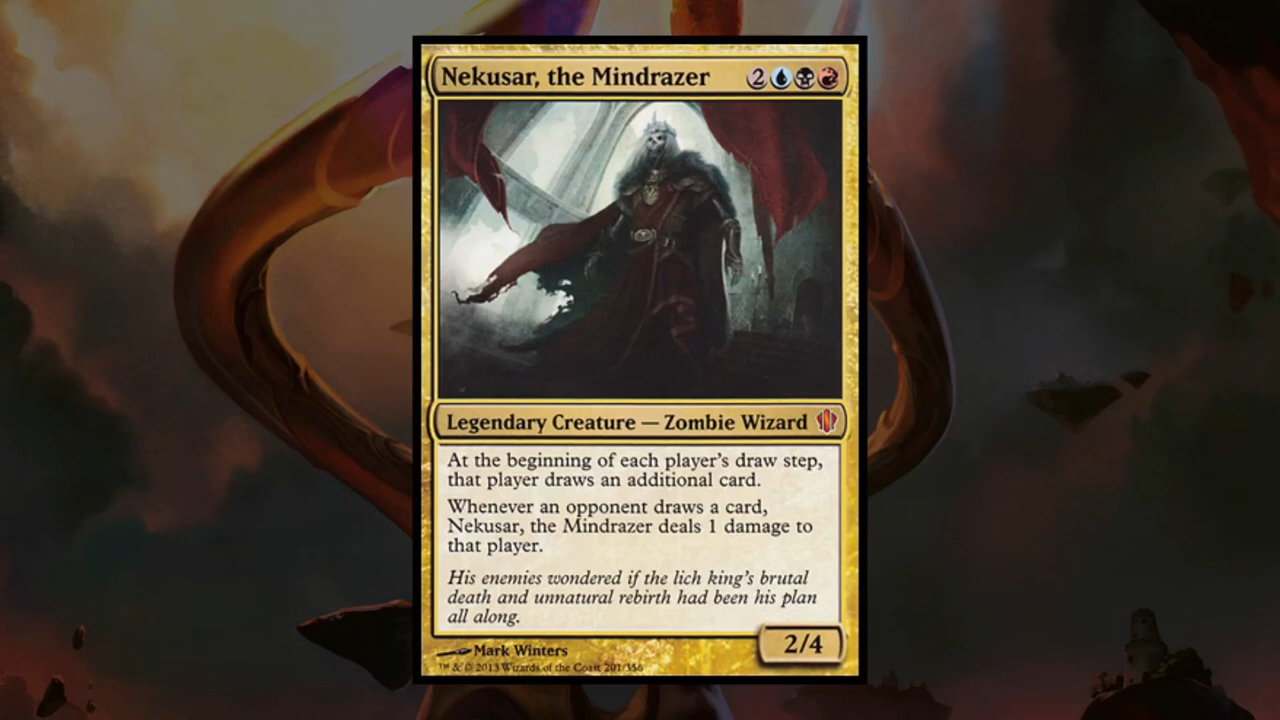 Nekusar, the Mindrazer 2
Legendary Creature — Zombie Wizard
At the beginning of each player's draw step,
that player draws an additional card.
Whenever an opponent draws a card,
Nekusar, the Mindrazer deals 1 damage to
that player.
His enemies wondered if the lich king's brutal
death and unnatural rebirth had been his plan
all along.
2/4
Mark Winters
™ & © 2013 Wizards of the Coast 201/356